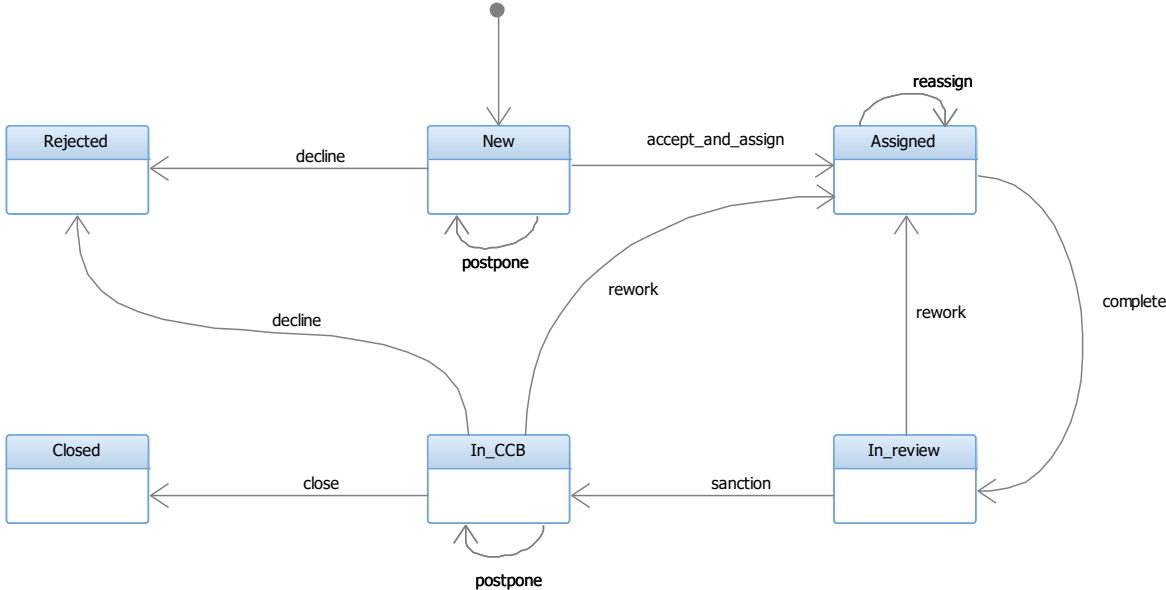 reassign
Rejected
New
accept_and_assign
Assigned
decline
postpone
rework
complete
rework
decline
Closed
In_CCB
In_review
close
sanction
postpone